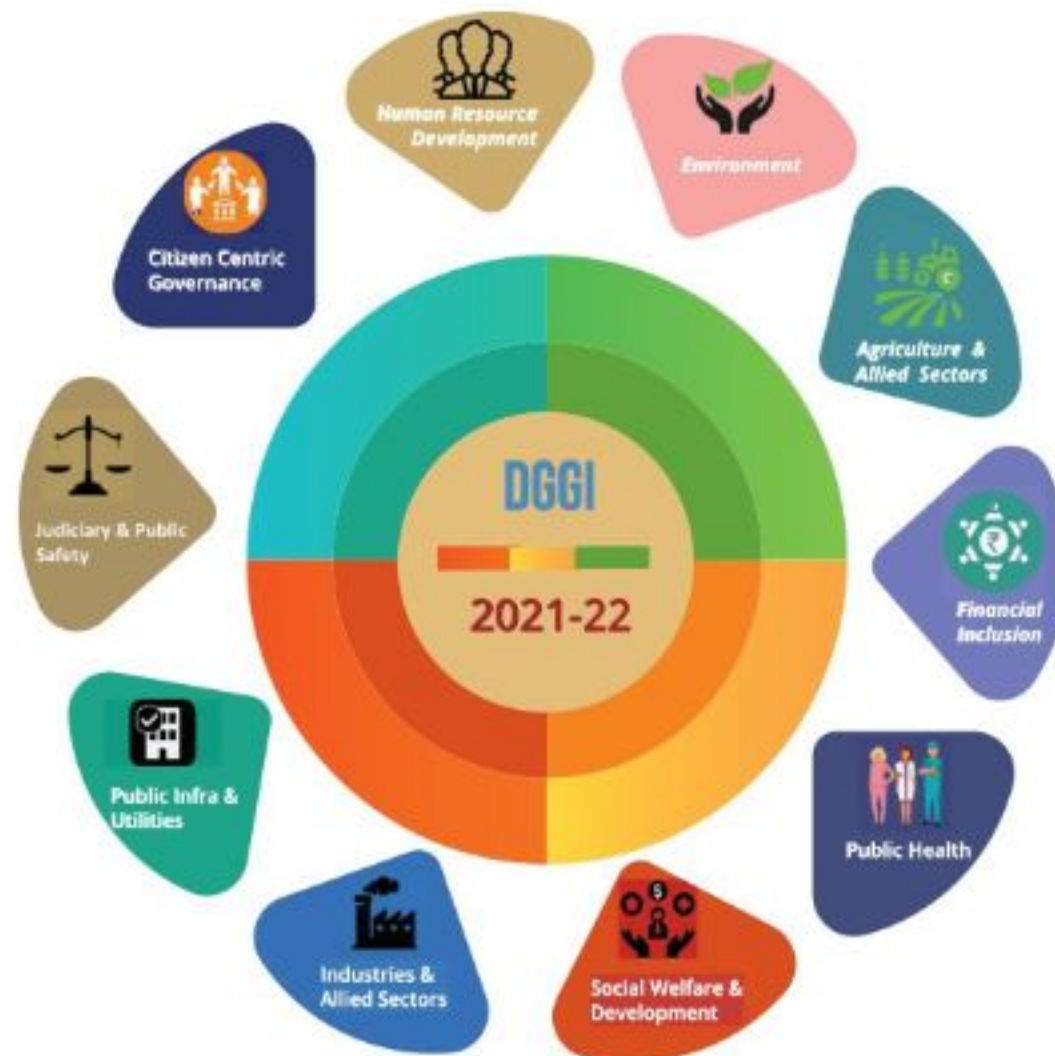 Human Resource
Development
Environment
Agriculture &
Allied Sectors
Financial
Inclusion
Public Health
Social Welfare &
Development
Industries &
Allied Sectors
Public Infra &
Utilities
Judiciary & Public
Safety
Citizen Centric
Governance
DGGI
2021-22